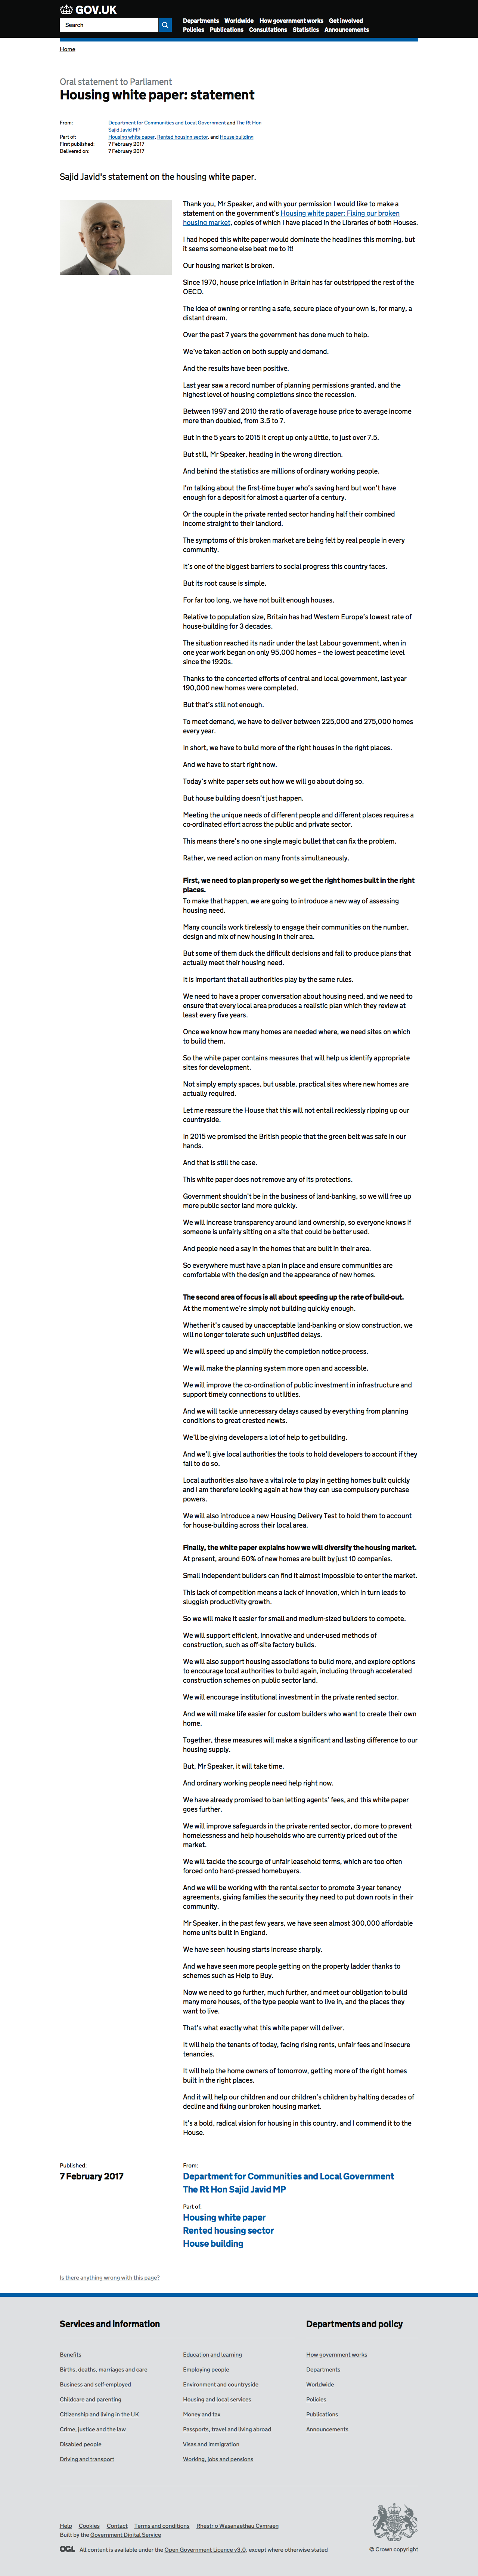 GOV.UK
Search
Departments Worldwide How government works Get involved
Policies Publications Consultations Statistics Announcements
Home
Oral statement to Parliament
Housing white paper: statement
From: Department for Communities and Local Government and The Rt Hon
Sajid Javid MP
Part of: Housing white paper, Rented housing sector, and House building
First published: 7 February 2017
Delivered on: 7 February 2017
Sajid Javid's statement on the housing white paper.
Thank you, Mr Speaker, and with your permission I would like to make a
statement on the government's Housing white paper: Fixing our broken
housing market, copies of which I have placed in the Libraries of both Houses.
I had hoped this white paper would dominate the headlines this morning, but
it seems someone else beat me to it!
Our housing market is broken.
Since 1970, house price inflation in Britain has far outstripped the rest of the
OECD.
The idea of owning or renting a safe, secure place of your own is, for many, a
distant dream.
Over the past 7 years the government has done much to help.
We've taken action on both supply and demand.
And the results have been positive.
Last year saw a record number of planning permissions granted, and the
highest level of housing completions since the recession.
Between 1997 and 2010 the ratio of average house price to average income
more than doubled, from 3.5 to 7.
But in the 5 years to 2015 it crept up only a little, to just over 7.5.
But still, Mr Speaker, heading in the wrong direction.
And behind the statistics are millions of ordinary working people.
I'm talking about the first-time buyer who's saving hard but won't have
enough for a deposit for almost a quarter of a century.
Or the couple in the private rented sector handing half their combined
income straight to their landlord.
The symptoms of this broken market are being felt by real people in every
community.
It's one of the biggest barriers to social progress this country faces.
But its root cause is simple.
For far too long, we have not built enough houses.
Relative to population size, Britain has had Western Europe's lowest rate of
house-building for 3 decades.
The situation reached its nadir under the last Labour government, when in
one year work began on only 95,000 homes – the lowest peacetime level
since the 1920s.
Thanks to the concerted efforts of central and local government, last year
190,000 new homes were completed.
But that's still not enough.
To meet demand, we have to deliver between 225,000 and 275,000 homes
every year.
In short, we have to build more of the right houses in the right places.
And we have to start right now.
Today's white paper sets out how we will go about doing so.
But house building doesn't just happen.
Meeting the unique needs of different people and different places requires a
co-ordinated effort across the public and private sector.
This means there's no one single magic bullet that can fix the problem.
Rather, we need action on many fronts simultaneously.
First, we need to plan properly so we get the right homes built in the right
places.
To make that happen, we are going to introduce a new way of assessing
housing need.
Many councils work tirelessly to engage their communities on the number,
design and mix of new housing in their area.
But some of them duck the difficult decisions and fail to produce plans that
actually meet their housing need.
It is important that all authorities play by the same rules.
We need to have a proper conversation about housing need, and we need to
ensure that every local area produces a realistic plan which they review at
least every five years.
Once we know how many homes are needed where, we need sites on which
to build them.
So the white paper contains measures that will help us identify appropriate
sites for development.
Not simply empty spaces, but usable, practical sites where new homes are
actually required.
Let me reassure the House that this will not entail recklessly ripping up our
countryside.
In 2015 we promised the British people that the green belt was safe in our
hands.
And that is still the case.
This white paper does not remove any of its protections.
Government shouldn't be in the business of land-banking, so we will free up
more public sector land more quickly.
We will increase transparency around land ownership, so everyone knows if
someone is unfairly sitting on a site that could be better used.
And people need a say in the homes that are built in their area.
So everywhere must have a plan in place and ensure communities are
comfortable with the design and the appearance of new homes.
The second area of focus is all about speeding up the rate of build-out.
At the moment we're simply not building quickly enough.
Whether it's caused by unacceptable land-banking or slow construction, we
will no longer tolerate such unjustified delays.
We will speed up and simplify the completion notice process.
We will make the planning system more open and accessible.
We will improve the co-ordination of public investment in infrastructure and
support timely connections to utilities.
And we will tackle unnecessary delays caused by everything from planning
conditions to great crested newts.
We'll be giving developers a lot of help to get building.
And we'll give local authorities the tools to hold developers to account if they
fail to do so.
Local authorities also have a vital role to play in getting homes built quickly
and I am therefore looking again at how they can use compulsory purchase
powers.
We will also introduce a new Housing Delivery Test to hold them to account
for house-building across their local area.
Finally, the white paper explains how we will diversify the housing market.
At present, around 60% of new homes are built by just 10 companies.
Small independent builders can find it almost impossible to enter the market.
This lack of competition means a lack of innovation, which in turn leads to
sluggish productivity growth.
So we will make it easier for small and medium-sized builders to compete.
We will support efficient, innovative and under-used methods of
construction, such as off-site factory builds.
We will also support housing associations to build more, and explore options
to encourage local authorities to build again, including through accelerated
construction schemes on public sector land.
We will encourage institutional investment in the private rented sector.
And we will make life easier for custom builders who want to create their own
home.
Together, these measures will make a significant and lasting difference to our
housing supply.
But, Mr Speaker, it will take time.
And ordinary working people need help right now.
We have already promised to ban letting agents' fees, and this white paper
goes further.
We will improve safeguards in the private rented sector, do more to prevent
homelessness and help households who are currently priced out of the
market.
We will tackle the scourge of unfair leasehold terms, which are too often
forced onto hard-pressed homebuyers.
And we will be working with the rental sector to promote 3-year tenancy
agreements, giving families the security they need to put down roots in their
community.
Mr Speaker, in the past few years, we have seen almost 300,000 affordable
home units built in England.
We have seen housing starts increase sharply.
And we have seen more people getting on the property ladder thanks to
schemes such as Help to Buy.
Now we need to go further, much further, and meet our obligation to build
many more houses, of the type people want to live in, and the places they
want to live.
That's what exactly what this white paper will deliver.
It will help the tenants of today, facing rising rents, unfair fees and insecure
tenancies.
It will help the home owners of tomorrow, getting more of the right homes
built in the right places.
And it will help our children and our children's children by halting decades of
decline and fixing our broken housing market.
It's a bold, radical vision for housing in this country, and I commend it to the
House.
Published:
7 February 2017
From:
Department for Communities and Local Government
The Rt Hon Sajid Javid MP
Part of:
Housing white paper
Rented housing sector
House building
Is there anything wrong with this page?
Services and information
Benefits
Births, deaths, marriages and care
Business and self-employed
Childcare and parenting
Citizenship and living in the UK
Crime, justice and the law
Disabled people
Driving and transport
Education and learning
Employing people
Environment and countryside
Housing and local services
Money and tax
Passports, travel and living abroad
Visas and immigration
Working, jobs and pensions
Departments and policy
How government works
Departments
Worldwide
Policies
Publications
Announcements
Help Cookies Contact Terms and conditions Rhestr o Wasanaethau Cymraeg
Built by the Government Digital Service
OGL All content is available under the Open Government Licence v3.0, except where otherwise stated
© Crown copyright